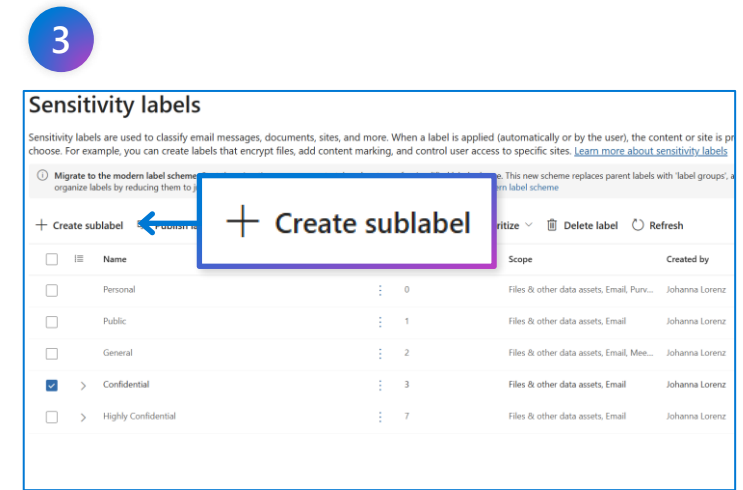 3
Sensitivity labels
Sensitivity labels are used to classify email messages, documents, sites, and more. When a label is applied (automatically or by the user), the content or site is pr
choose. For example, you can create labels that encrypt files, add content marking, and control user access to specific sites. Learn more about sensitivity labels
Migrate to the modern label scheme This new scheme replaces parent labels with 'label groups', a
organize labels by reducing them to label scheme
+ Create sublabel Publish + Create sublabel Delete label Refresh
Name Scope Created by
Personal 0 Files & other data assets, Email, Purv... Johanna Lorenz
Public 1 Files & other data assets, Email Johanna Lorenz
General 2 Files & other data assets, Email, Mee... Johanna Lorenz
Confidential 3 Files & other data assets, Email Johanna Lorenz
Highly Confidential 7 Files & other data assets, Email Johanna Lorenz